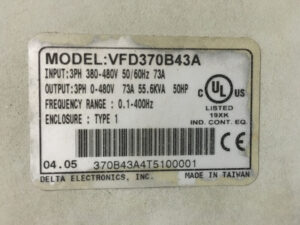 MODEL:VFD370B43A
INPUT:3PH 380-480V 50/60Hz 73A
OUTPUT:3PH 0-480V 73A 55.6KVA 50HP
FREQUENCY RANGE : 0.1-400Hz
ENCLOSURE : TYPE 1
C UL US
LISTED
19XK
IND. CONT. EQ.
04.05
370B43A4T5100001
DELTA ELECTRONICS, INC.
MADE IN TAIWAN